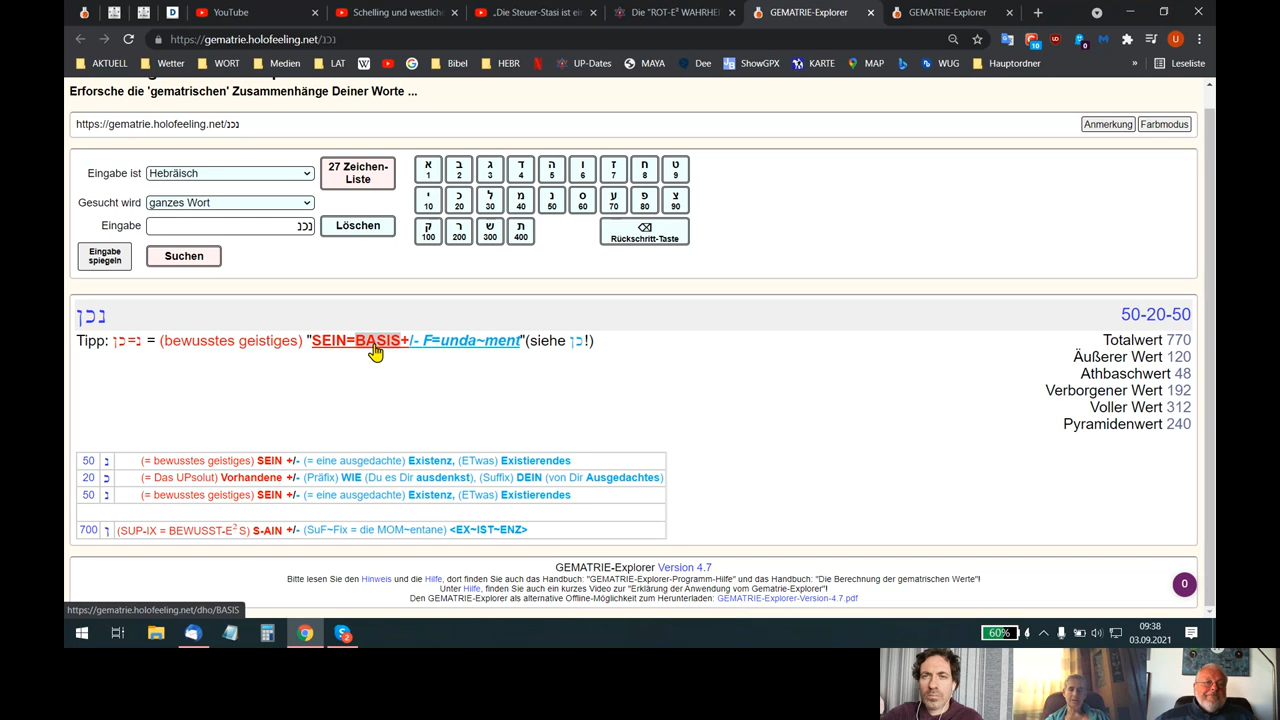 YouTube
Schelling und westliche
„Die Steuer-Stasi ist ein
Die "ROT-E² WAHRHE
GEMATRIE-Explorer
GEMATRIE-Explorer
https://gematrie.holofeeling.net/נכנ
AKTUELL
Wetter
WORT
Medien
LAT
Bibel
HEBR
UP-Dates
MAYA
Dee
ShowGPX
KARTE
MAP
WUG
Hauptordner
»
Leseliste
Erforsche die 'gematrischen' Zusammenhänge Deiner Worte ...
https://gematrie.holofeeling.net/נכנ
Anmerkung
Farbmodus
Eingabe ist
Hebräisch
27 Zeichen-
Liste
Gesucht wird
ganzes Wort
Eingabe
נכנ
Löschen
Eingabe
spiegeln
Suchen
א ב ג ד ה ו ז ח ט
1 2 3 4 5 6 7 8 9
י כ ל מ נ ס ע פ צ
10 20 30 40 50 60 70 80 90
ק ר ש ת
100 200 300 400
Rückschritt-Taste
נכן
50-20-50
Tipp: נ=כן = (bewusstes geistiges) "SEIN=BASIS+/- F=unda~ment"(siehe כן!)
Totalwert 770
Äußerer Wert 120
Athbaschwert 48
Verborgener Wert 192
Voller Wert 312
Pyramidenwert 240
50 נ (= bewusstes geistiges) SEIN +/- (= eine ausgedachte) Existenz, (ETwas) Existierendes
20 כ (= Das UPsolut) Vorhandene +/- (Präfix) WIE (Du es Dir ausdenkst), (Suffix) DEIN (von Dir Ausgedachtes)
50 נ (= bewusstes geistiges) SEIN +/- (= eine ausgedachte) Existenz, (ETwas) Existierendes
700 ן (SUP-IX = BEWUSST-E² S) S-AIN +/- (SuF~Fix = die MOM~entane) <EX~IST~ENZ>
GEMATRIE-Explorer Version 4.7
Bitte lesen Sie den Hinweis und die Hilfe, dort finden Sie auch das Handbuch: "GEMATRIE-Explorer-Programm-Hilfe" und das Handbuch: "Die Berechnung der gematrischen Werte"!
Unter Hilfe, finden Sie auch ein kurzes Video zur "Erklärung der Anwendung vom Gematrie-Explorer"!
Den GEMATRIE-Explorer als alternative Offline-Möglichkeit zum Herunterladen: GEMATRIE-Explorer-Version-4.7.pdf
0
https://gematrie.holofeeling.net/dho/BASIS
60%
09:38
03.09.2021